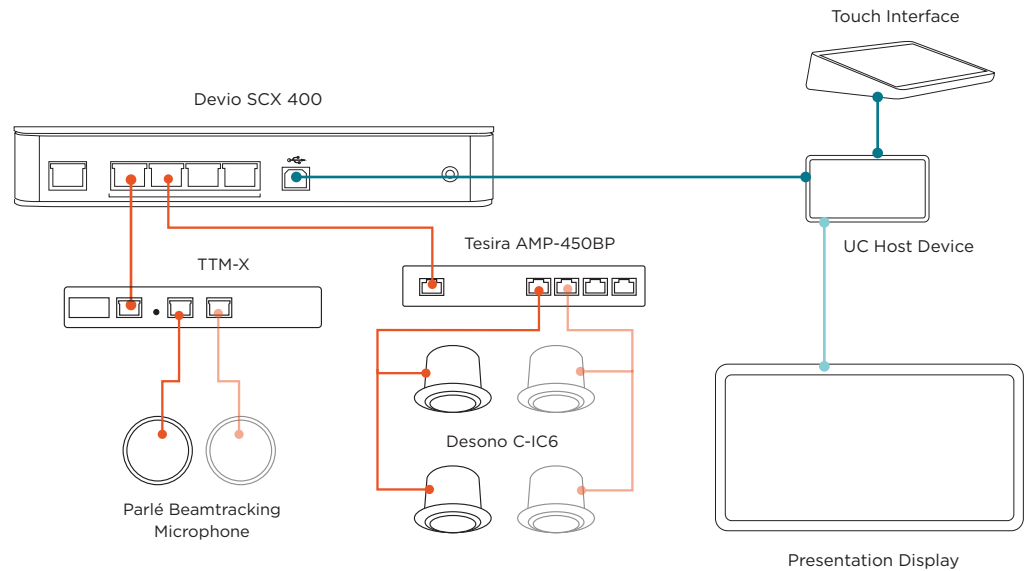 Touch Interface
Devio SCX 400
Tesira AMP-450BP
UC Host Device
TTM-X
Desono C-IC6
Parlé Beamtracking
Microphone
Presentation Display